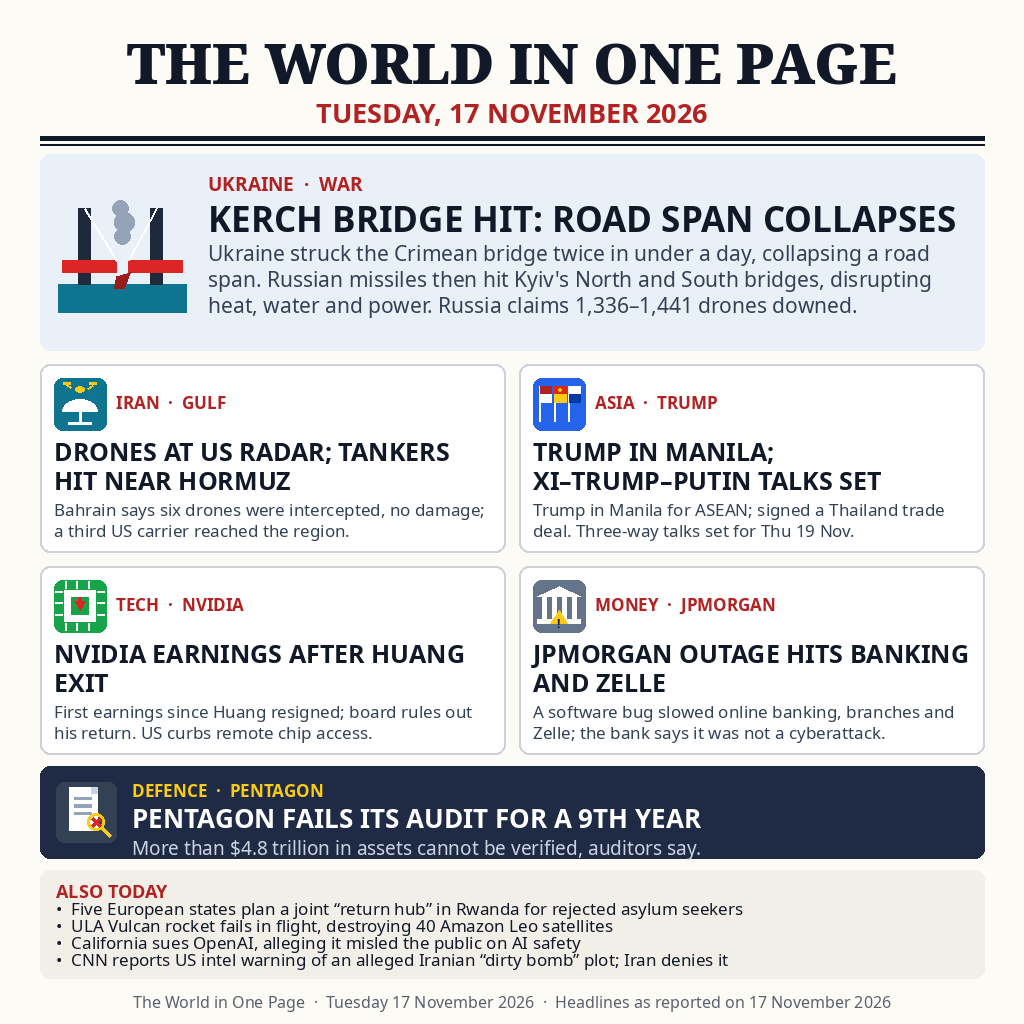 THE WORLD IN ONE PAGE
TUESDAY, 17 NOVEMBER 2026
UKRAINE · WAR
KERCH BRIDGE HIT: ROAD SPAN COLLAPSES
Ukraine struck the Crimean bridge twice in under a day, collapsing a road
span. Russian missiles then hit Kyiv's North and South bridges, disrupting
heat, water and power. Russia claims 1,336–1,441 drones downed.
IRAN · GULF
DRONES AT US RADAR; TANKERS
HIT NEAR HORMUZ
Bahrain says six drones were intercepted, no damage;
a third US carrier reached the region.
ASIA · TRUMP
TRUMP IN MANILA;
XI–TRUMP–PUTIN TALKS SET
Trump in Manila for ASEAN; signed a Thailand trade
deal. Three-way talks set for Thu 19 Nov.
TECH · NVIDIA
NVIDIA EARNINGS AFTER HUANG
EXIT
First earnings since Huang resigned; board rules out
his return. US curbs remote chip access.
MONEY · JPMORGAN
JPMORGAN OUTAGE HITS BANKING
AND ZELLE
A software bug slowed online banking, branches and
Zelle; the bank says it was not a cyberattack.
DEFENCE · PENTAGON
PENTAGON FAILS ITS AUDIT FOR A 9TH YEAR
More than $4.8 trillion in assets cannot be verified, auditors say.
ALSO TODAY
• Five European states plan a joint “return hub” in Rwanda for rejected asylum seekers
• ULA Vulcan rocket fails in flight, destroying 40 Amazon Leo satellites
• California sues OpenAI, alleging it misled the public on AI safety
• CNN reports US intel warning of an alleged Iranian “dirty bomb” plot; Iran denies it
The World in One Page · Tuesday 17 November 2026 · Headlines as reported on 17 November 2026